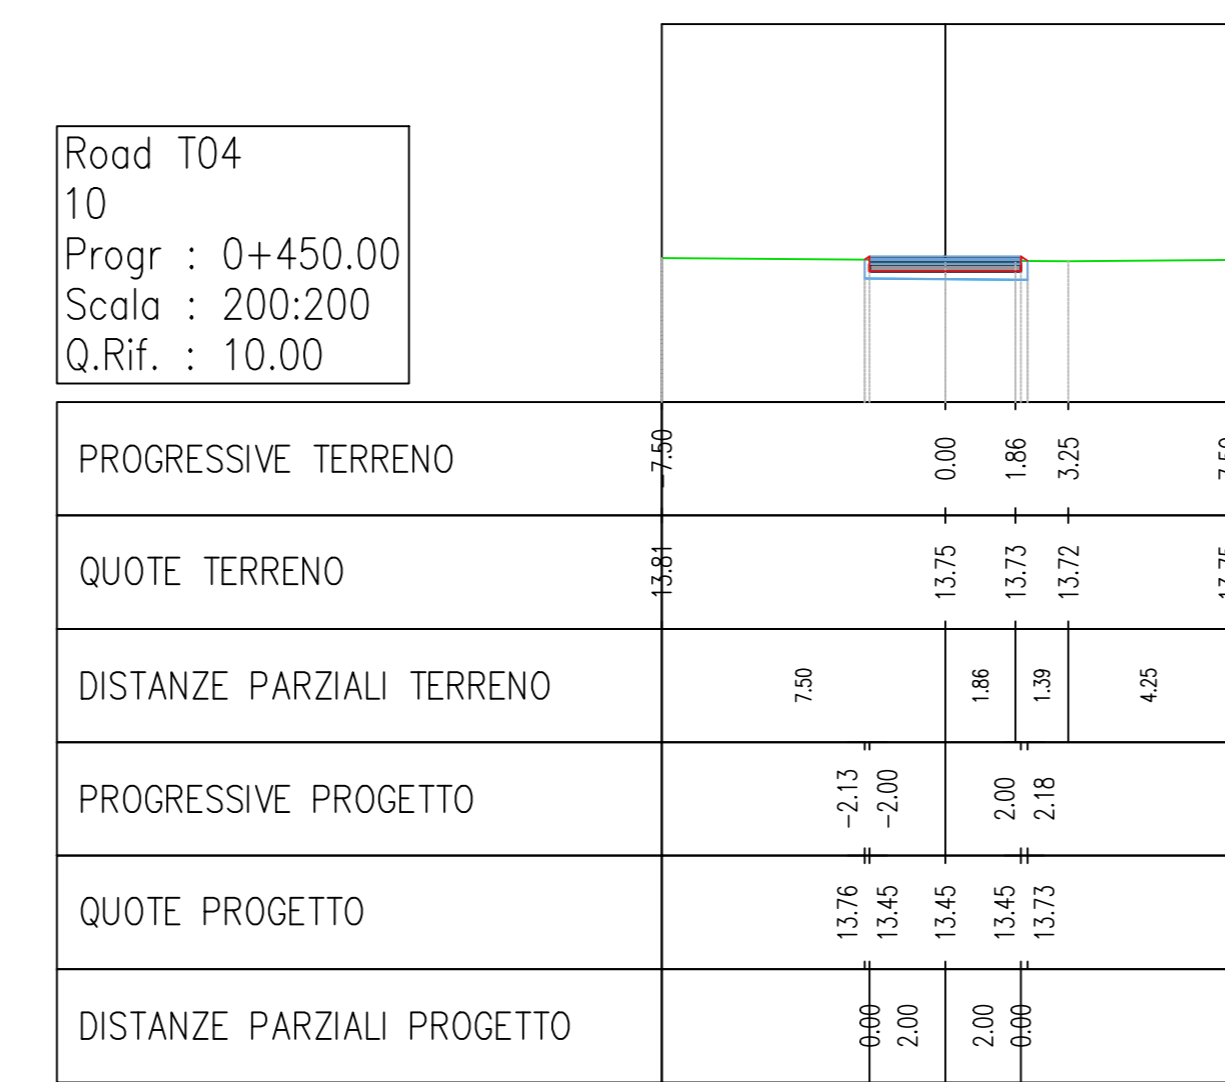 Road T04
10
Progr : 0+450.00
Scala : 200:200
Q.Rif. : 10.00
PROGRESSIVE TERRENO -7.50 0.00 1.86 3.25 7.50
QUOTE TERRENO 13.81 13.75 13.73 13.72 13.75
DISTANZE PARZIALI TERRENO 7.50 1.86 1.39 4.25
PROGRESSIVE PROGETTO -2.13 -2.00 2.00 2.18
QUOTE PROGETTO 13.76 13.45 13.45 13.45 13.73
DISTANZE PARZIALI PROGETTO 0.00 2.00 2.00 0.00